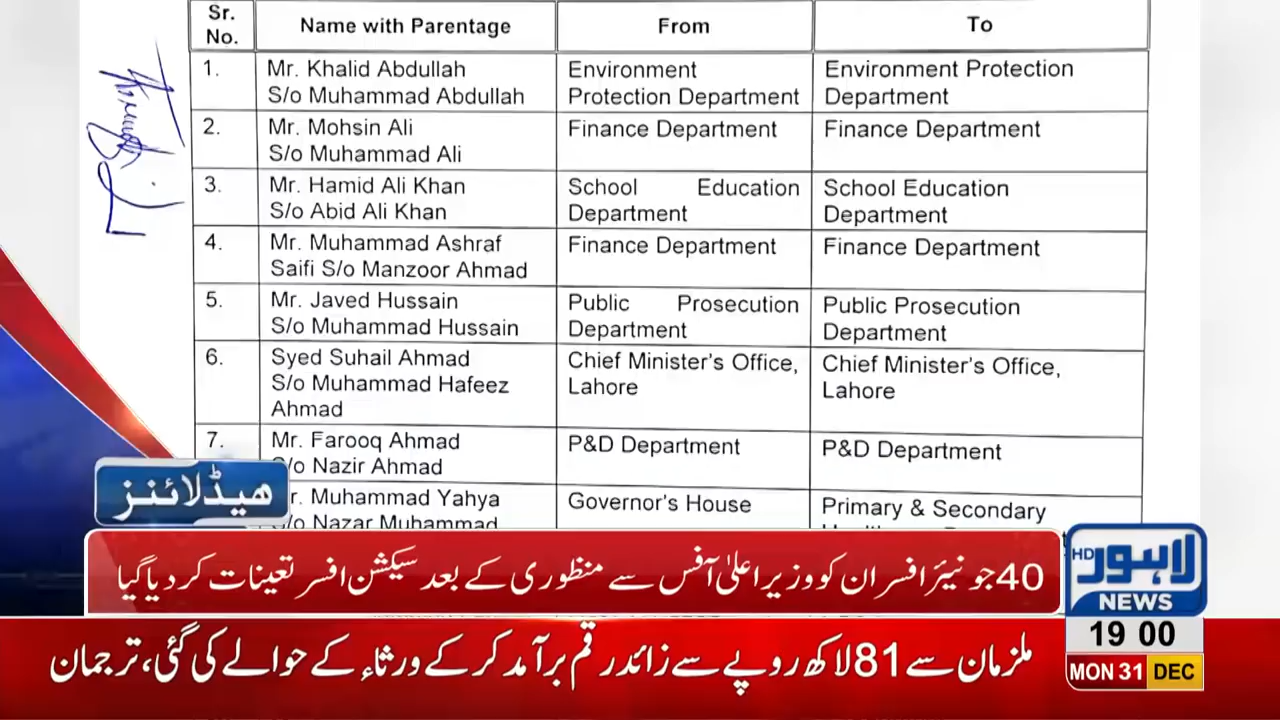 Sr. No.
Name with Parentage
From
To
1.
Mr. Khalid Abdullah
S/o Muhammad Abdullah
Environment
Protection Department
Environment Protection
Department
2.
Mr. Mohsin Ali
S/o Muhammad Ali
Finance Department
Finance Department
3.
Mr. Hamid Ali Khan
S/o Abid Ali Khan
School Education
Department
School Education
Department
4.
Mr. Muhammad Ashraf
Saifi S/o Manzoor Ahmad
Finance Department
Finance Department
5.
Mr. Javed Hussain
S/o Muhammad Hussain
Public Prosecution
Department
Public Prosecution
Department
6.
Syed Suhail Ahmad
S/o Muhammad Hafeez
Ahmad
Chief Minister's Office,
Lahore
Chief Minister's Office,
Lahore
7.
Mr. Farooq Ahmad
S/o Nazir Ahmad
P&D Department
P&D Department
Muhammad Yahya
Nazar Muhammad
Governor's House
Primary & Secondary
ھیڈلائنز
40 جونیئر افسران کو وزیراعلیٰ آفس سے منظوری کے بعد سیکشن افسر تعینات کر دیا گیا
HD لاہور
NEWS
19 00
MON 31 DEC
ملزمان سے 81 لاکھ روپے سے زائد رقم برآمد کر کے ورثاء کے حوالے کی گئی، ترجمان